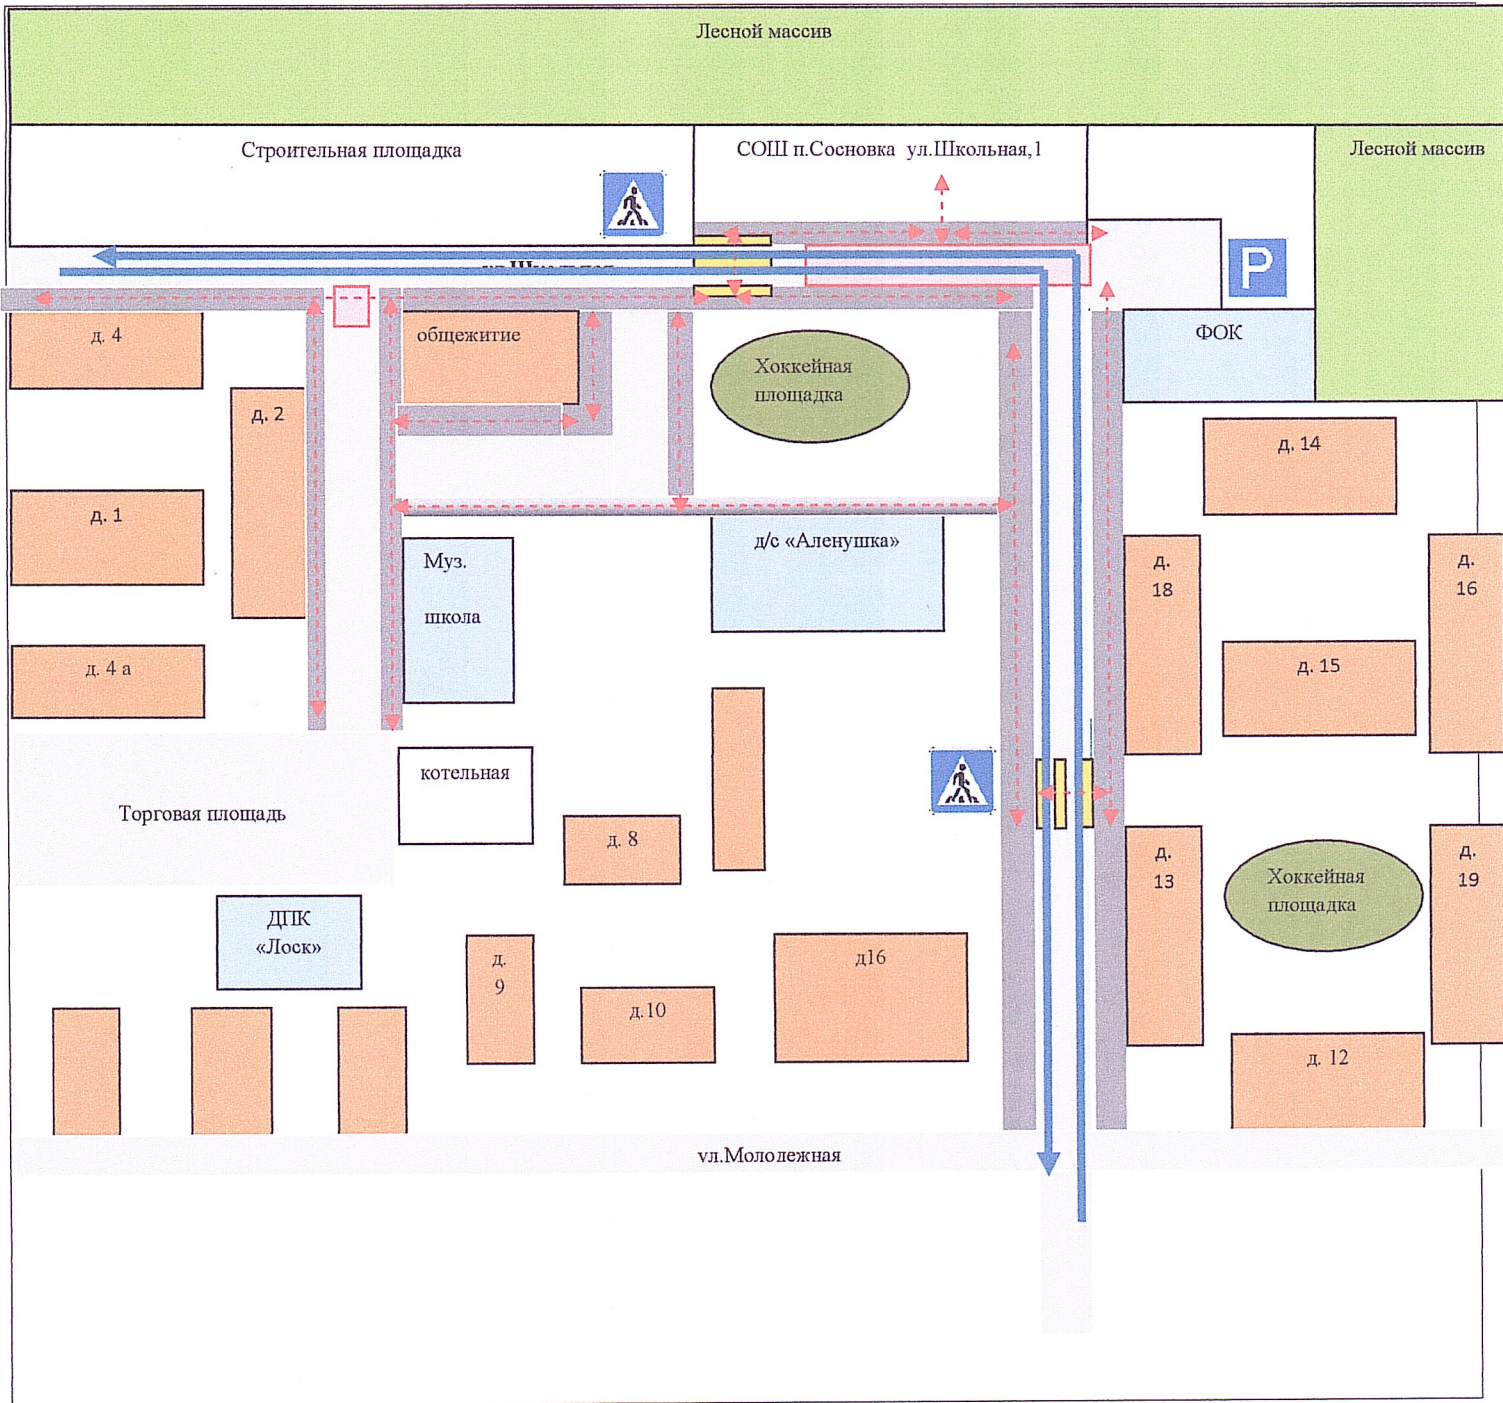 Лесной массив
Строительная площадка
СОШ п.Сосновка ул.Школьная,1
Лесной массив
P
ул.Школьная
д. 4
общежитие
Хоккейная
площадка
ФОК
д. 2
д. 14
д. 1
Муз.
школа
д/с «Аленушка»
д.
18
д.
16
д. 4 а
д. 15
котельная
Торговая площадь
д. 8
д.
13
Хоккейная
площадка
д.
19
ДПК
«Лоск»
д.
9
д16
д.10
д. 12
ул.Молодежная